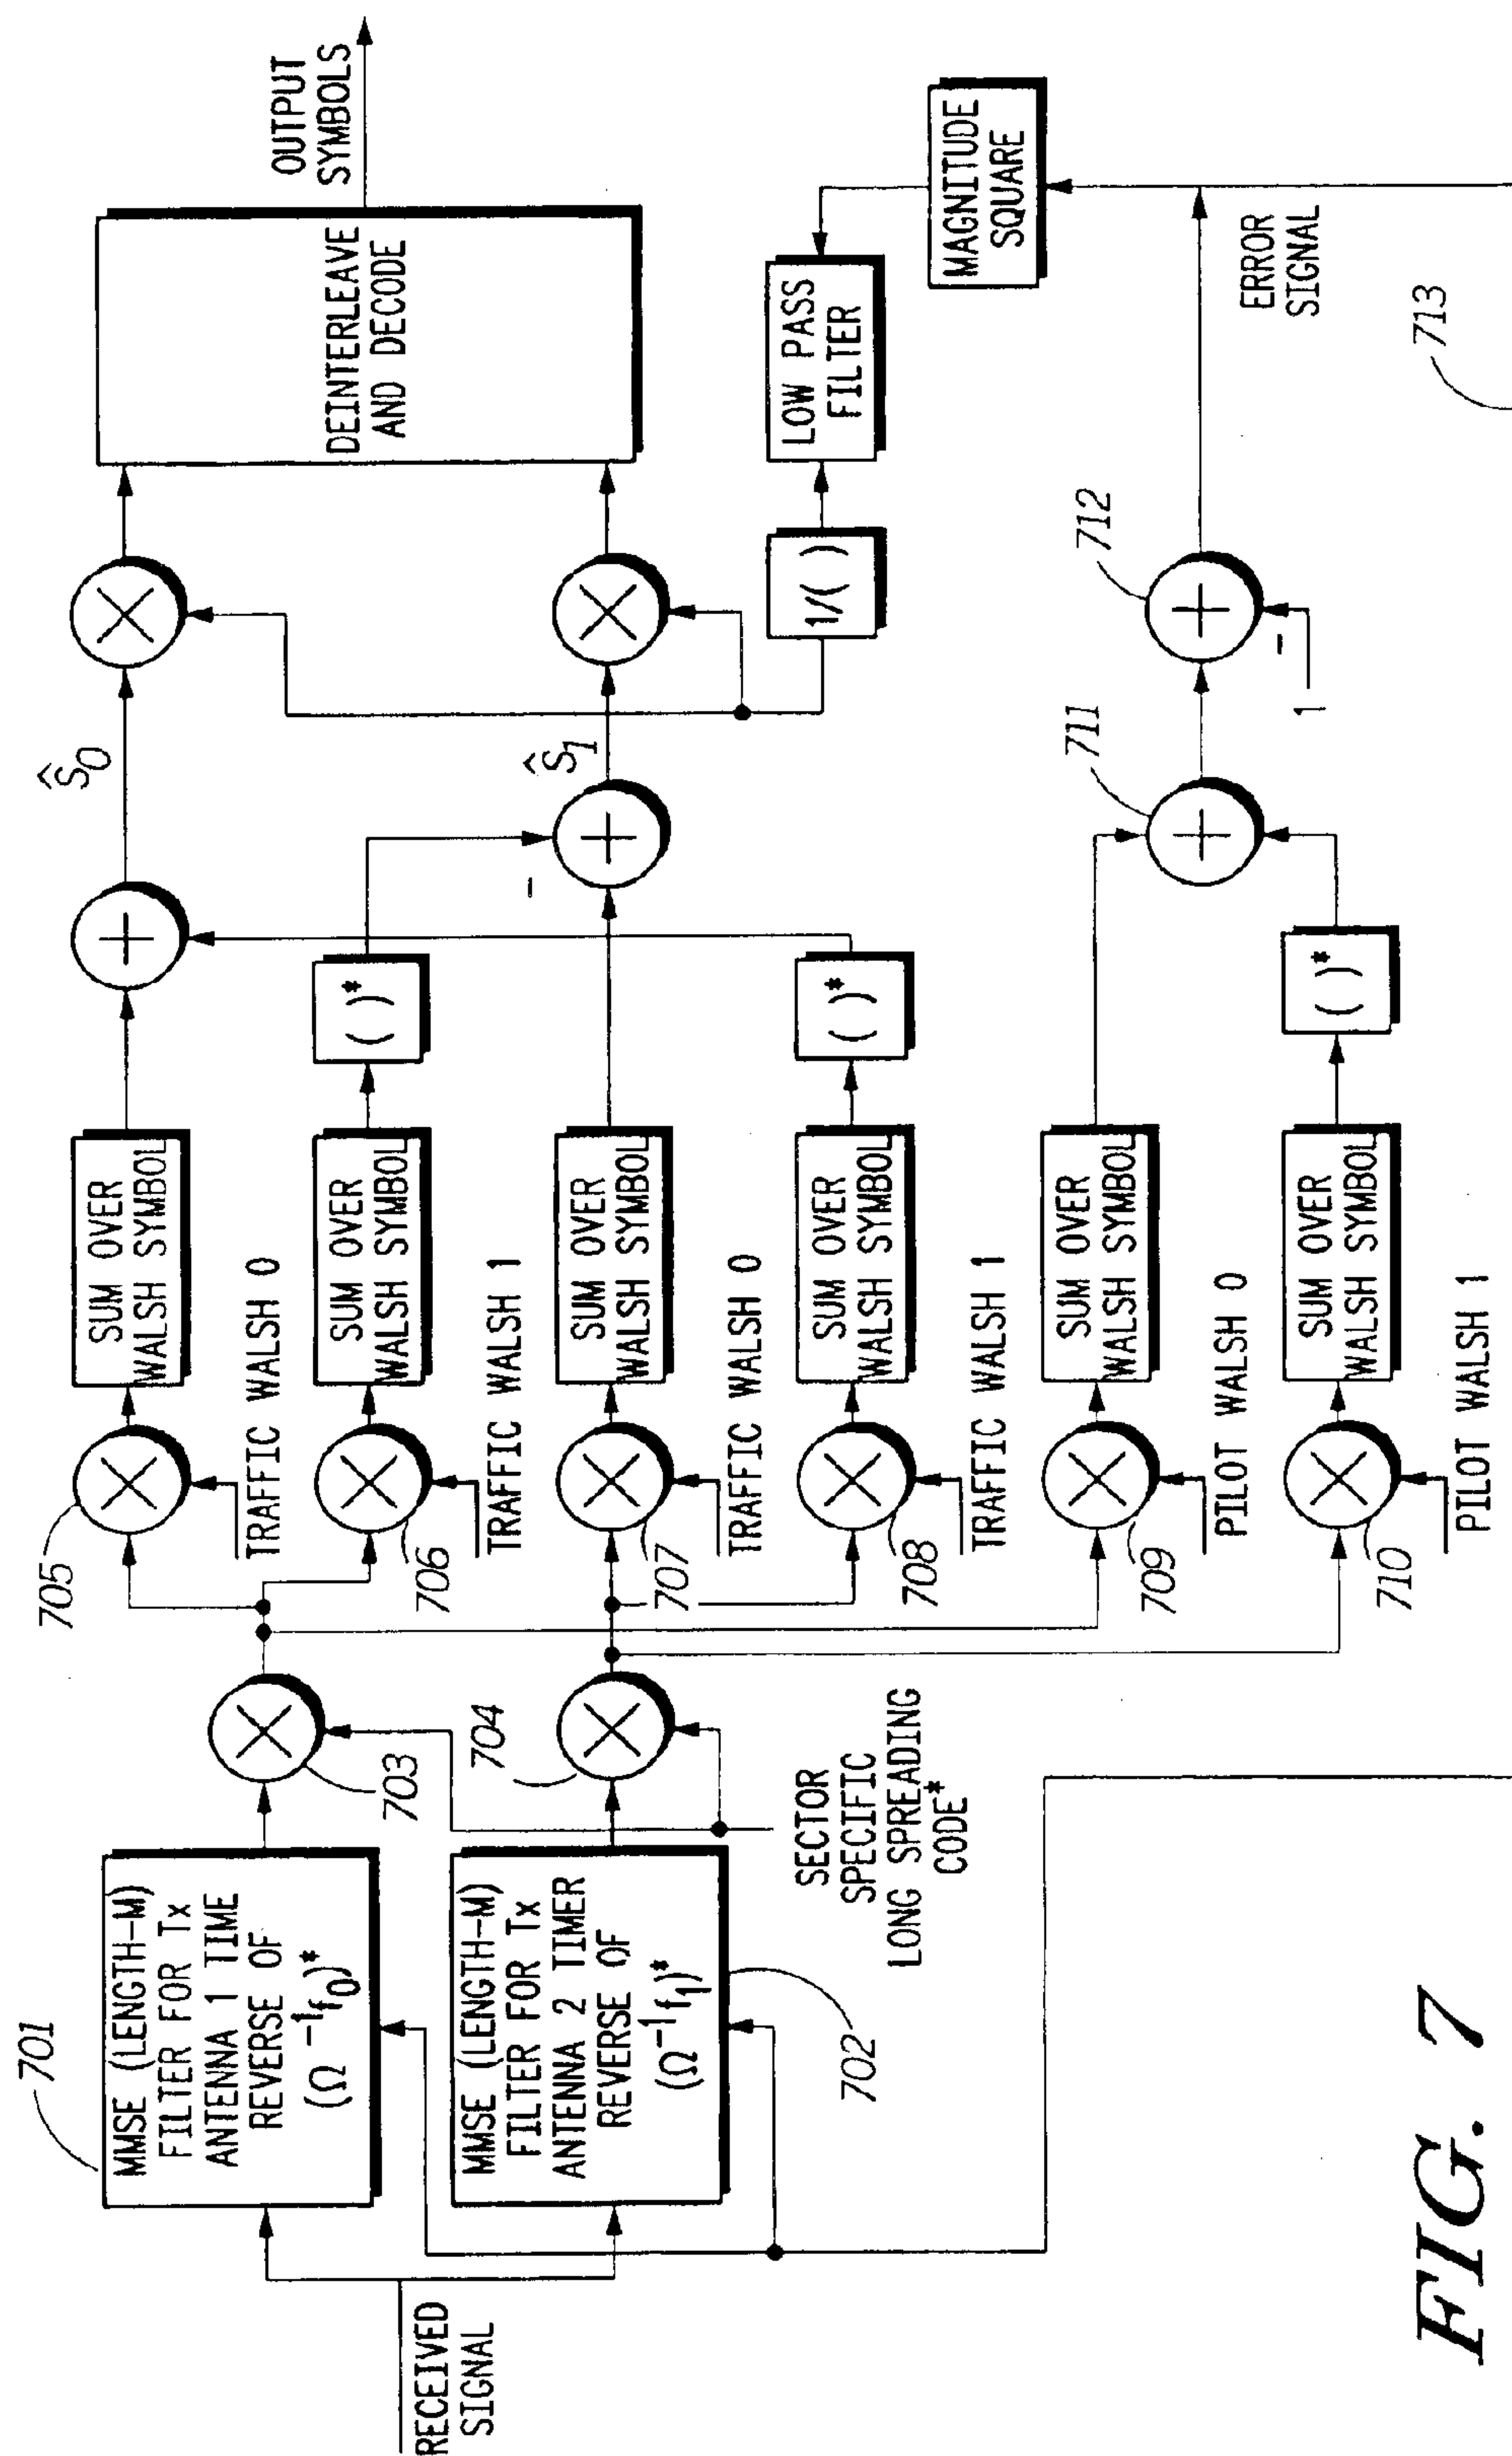 RECEIVED
SIGNAL
701
MMSE (LENGTH-M)
FILTER FOR Tx
ANTENNA 1 TIME
REVERSE OF
(Ω⁻¹f₀)*
MMSE (LENGTH-M)
FILTER FOR Tx
ANTENNA 2 TIMER
REVERSE OF
(Ω⁻¹f₁)*
702
703
704
SECTOR
SPECIFIC
LONG SPREADING
CODE*
705
TRAFFIC WALSH 0
SUM OVER
WALSH SYMBOL
706
TRAFFIC WALSH 1
SUM OVER
WALSH SYMBOL
( )*
707
TRAFFIC WALSH 0
SUM OVER
WALSH SYMBOL
708
TRAFFIC WALSH 1
SUM OVER
WALSH SYMBOL
( )*
709
PILOT WALSH 0
SUM OVER
WALSH SYMBOL
710
PILOT WALSH 1
SUM OVER
WALSH SYMBOL
( )*
+
Ŝ₀
-
+
Ŝ₁
711
+
712
+
-
1
1/( )
LOW PASS
FILTER
MAGNITUDE
SQUARE
ERROR
SIGNAL
DEINTERLEAVE
AND DECODE
OUTPUT
SYMBOLS
713
FIG. 7